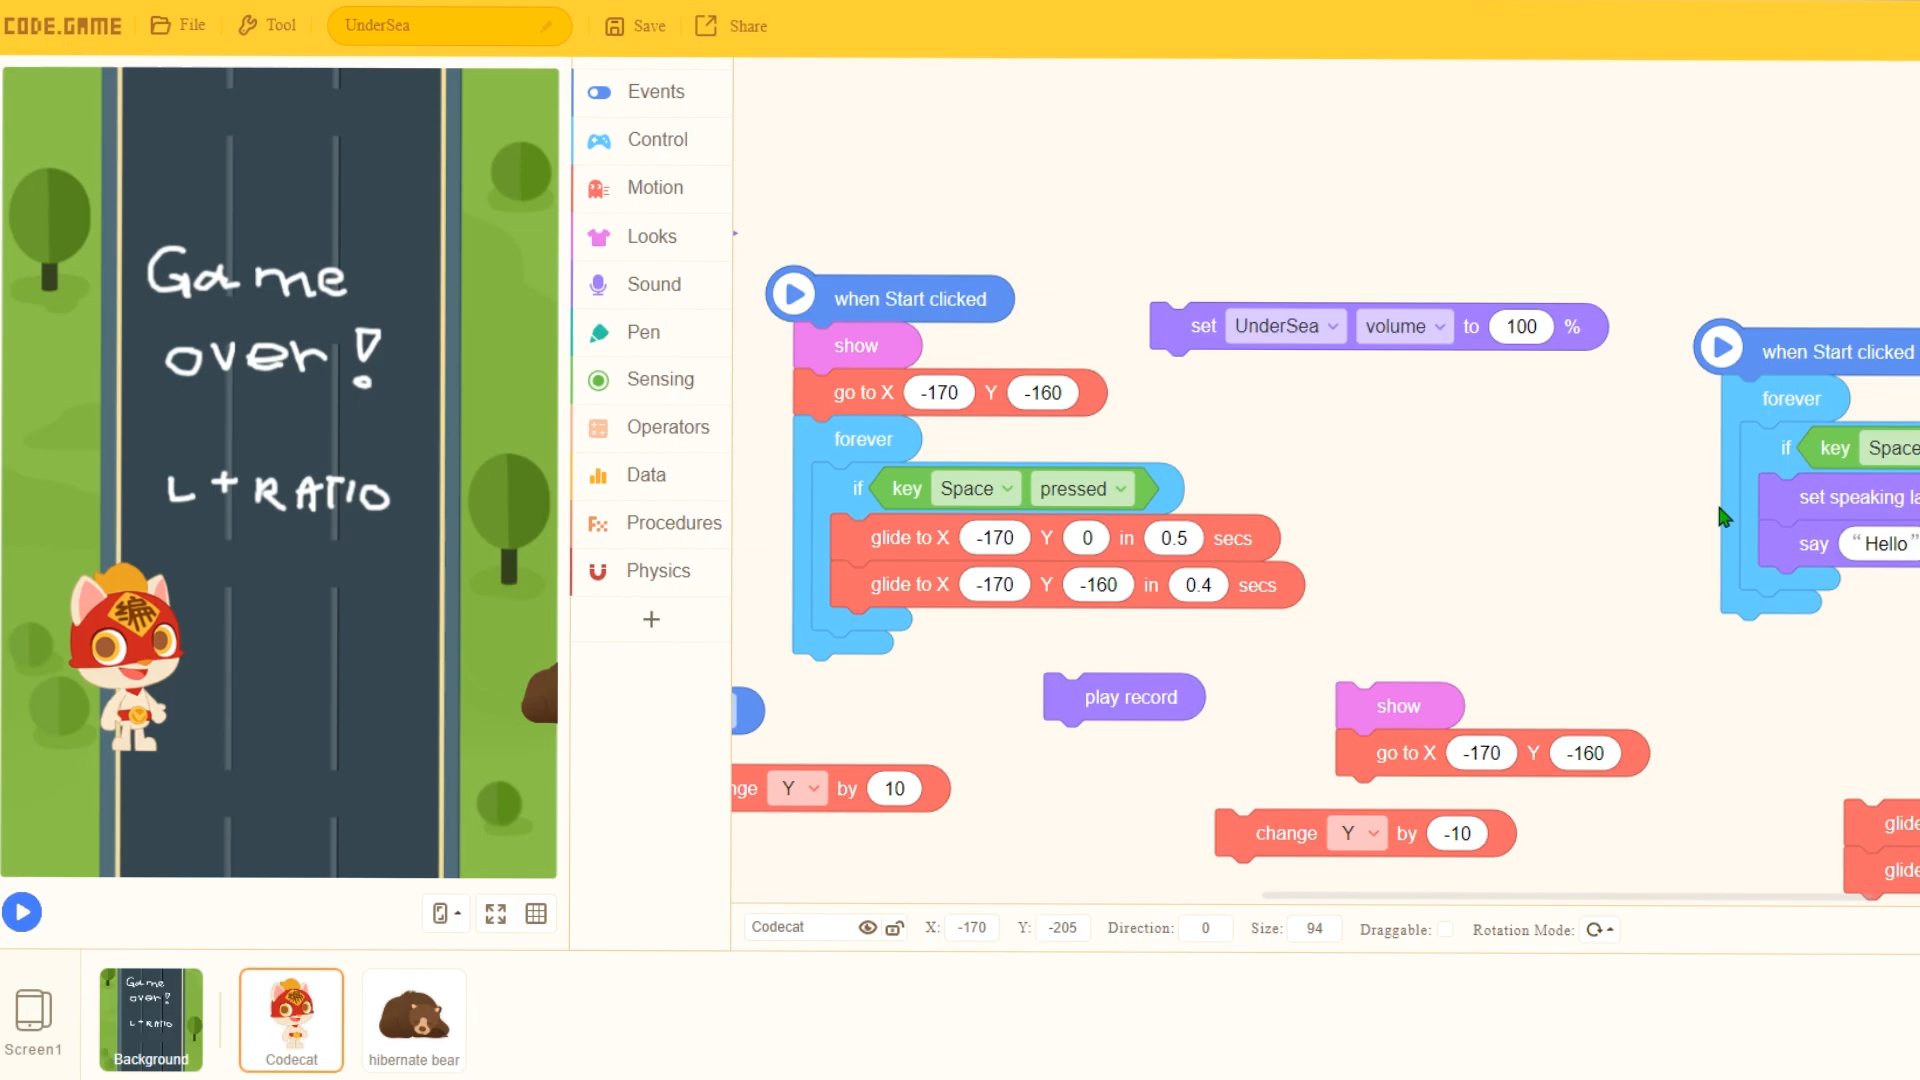 CODE.GAME File Tool UnderSea Save Share
Game
over!
L + RATIO
编
Events
Control
Motion
Looks
Sound
Pen
Sensing
Operators
Data
Procedures
Physics
+
when Start clicked
show
go to X -170 Y -160
forever
if key Space pressed
glide to X -170 Y 0 in 0.5 secs
glide to X -170 Y -160 in 0.4 secs
set UnderSea volume to 100 %
when Start clicked
forever
if key Space
set speaking la
say “Hello”
play record
show
go to X -170 Y -160
nge Y by 10
change Y by -10
glide
glide
Codecat X: -170 Y: -205 Direction: 0 Size: 94 Draggable: Rotation Mode:
Screen1
Game
over!
L + RATIO
Background
Codecat
hibernate bear